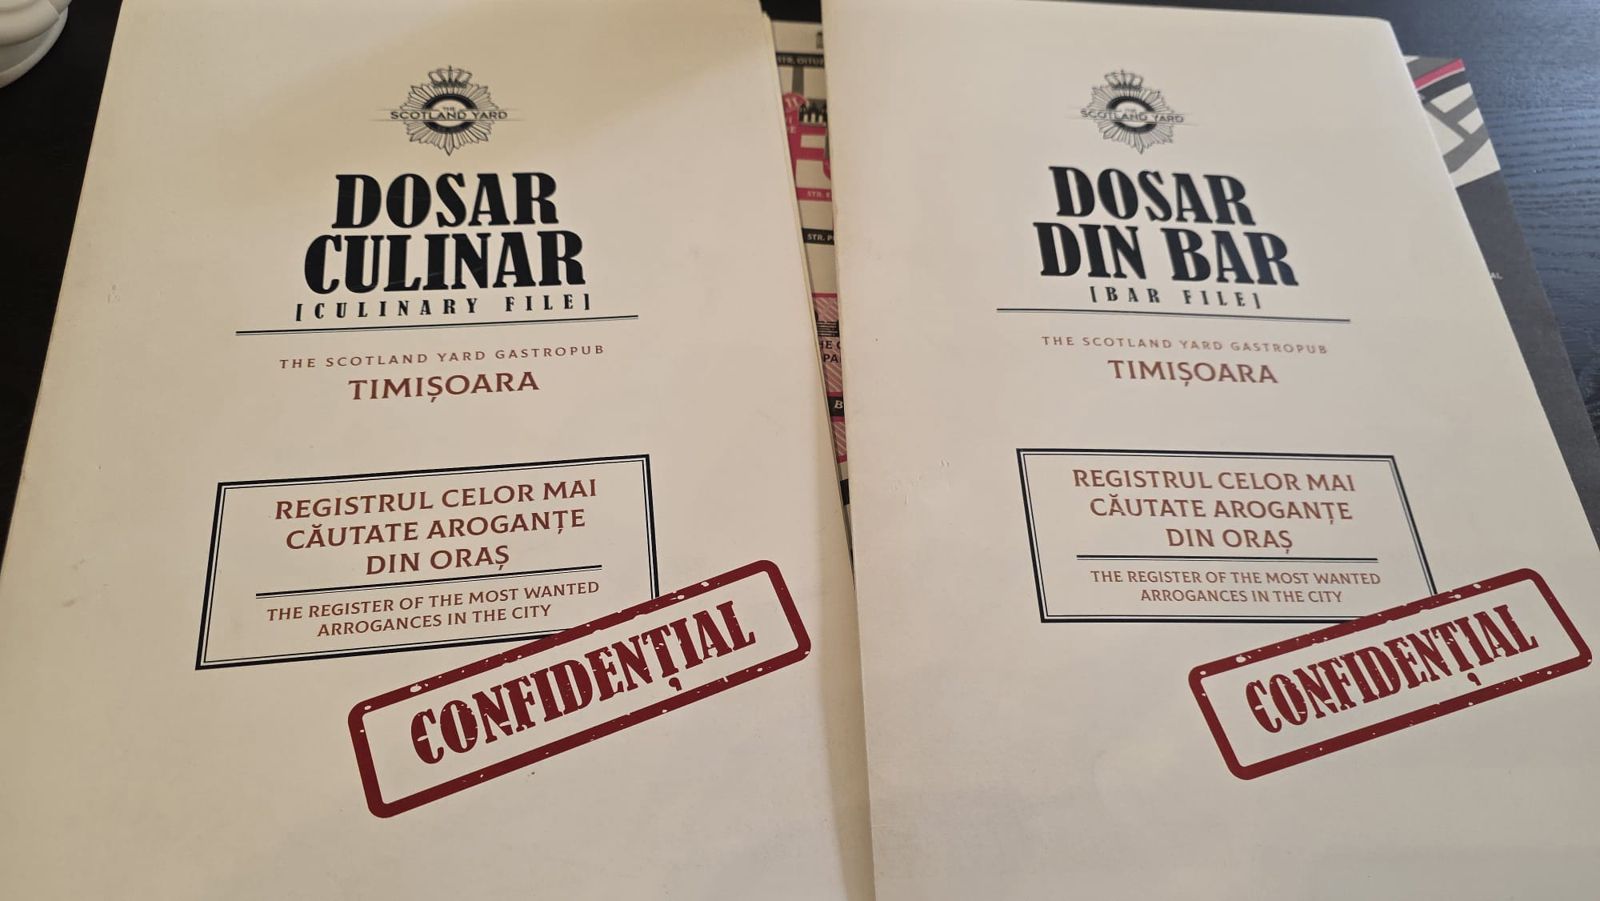 THE
SCOTLAND YARD
DOSAR
CULINAR
[CULINARY FILE]
THE SCOTLAND YARD GASTROPUB
TIMIȘOARA
REGISTRUL CELOR MAI
CĂUTATE AROGANȚE
DIN ORAȘ
THE REGISTER OF THE MOST WANTED
ARROGANCES IN THE CITY
CONFIDENȚIAL
THE
SCOTLAND YARD
DOSAR
DIN BAR
[BAR FILE]
THE SCOTLAND YARD GASTROPUB
TIMIȘOARA
REGISTRUL CELOR MAI
CĂUTATE AROGANȚE
DIN ORAȘ
THE REGISTER OF THE MOST WANTED
ARROGANCES IN THE CITY
CONFIDENȚIAL